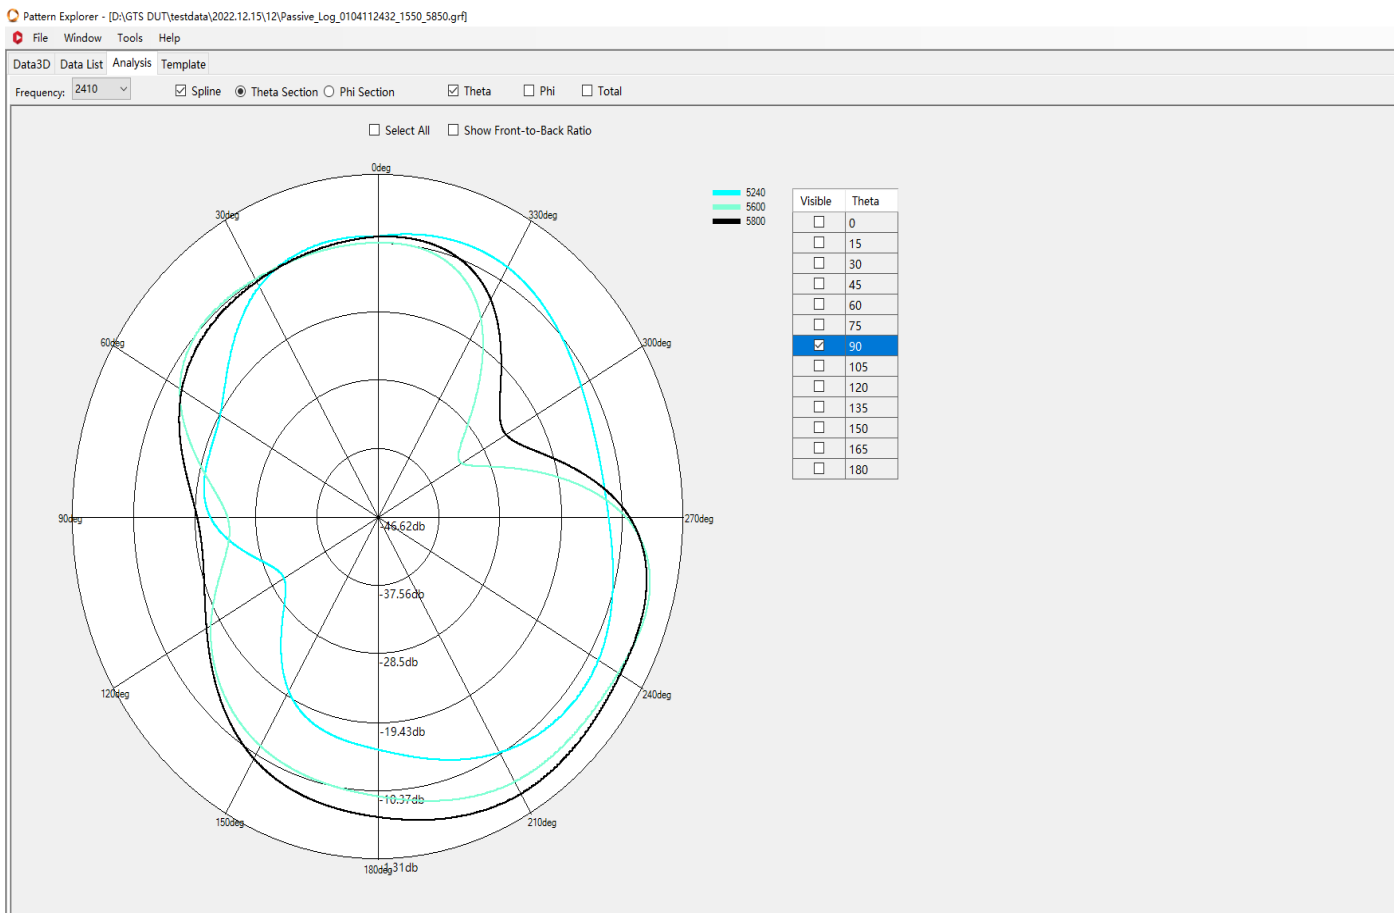 Pattern Explorer - [D:\GTS DUT\testdata\2022.12.15\12\Passive_Log_0104112432_1550_5850.grf]
File Window Tools Help
Data3D Data List Analysis Template
Frequency: 2410 Spline Theta Section Phi Section Theta Phi Total
Select All Show Front-to-Back Ratio
0deg
30deg
330deg
60deg
300deg
90deg
270deg
120deg
240deg
150deg
210deg
180deg
-46.62db
-37.56db
-28.5db
-19.43db
-10.37db
-1.31db
5240
5600
5800
Visible Theta
0
15
30
45
60
75
90
105
120
135
150
165
180